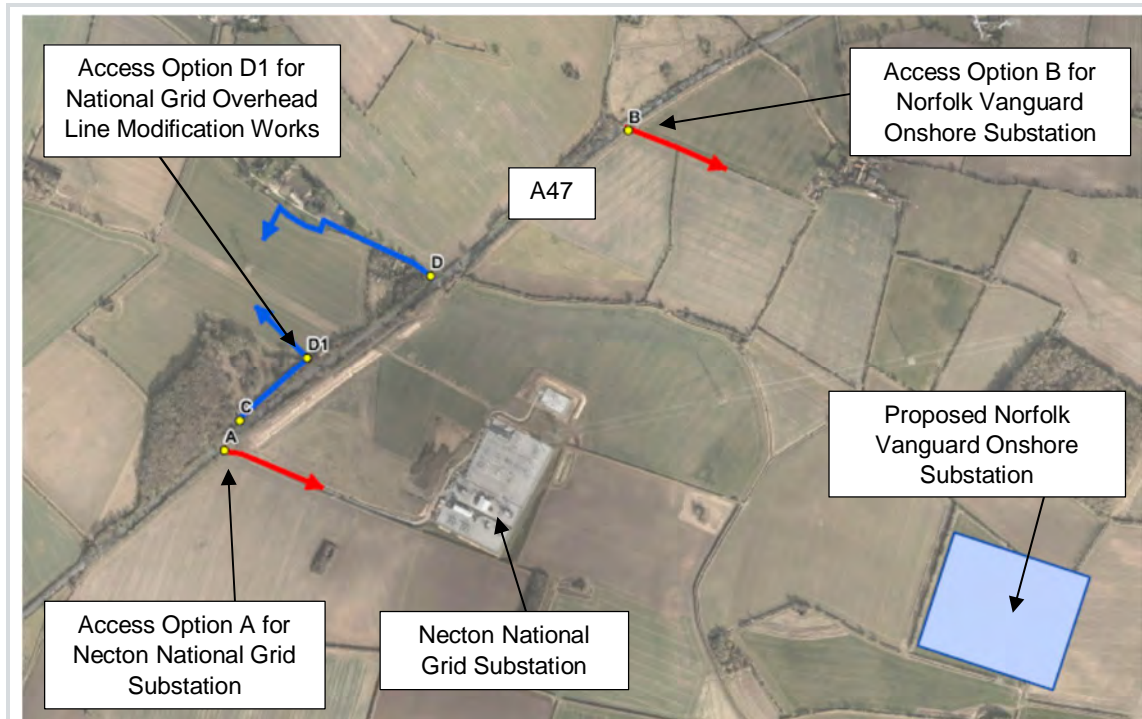 Access Option D1 for
National Grid Overhead
Line Modification Works
Access Option B for
Norfolk Vanguard
Onshore Substation
B
A47
D
D1
C
A
Proposed Norfolk
Vanguard Onshore
Substation
Access Option A for
Necton National Grid
Substation
Necton National
Grid Substation